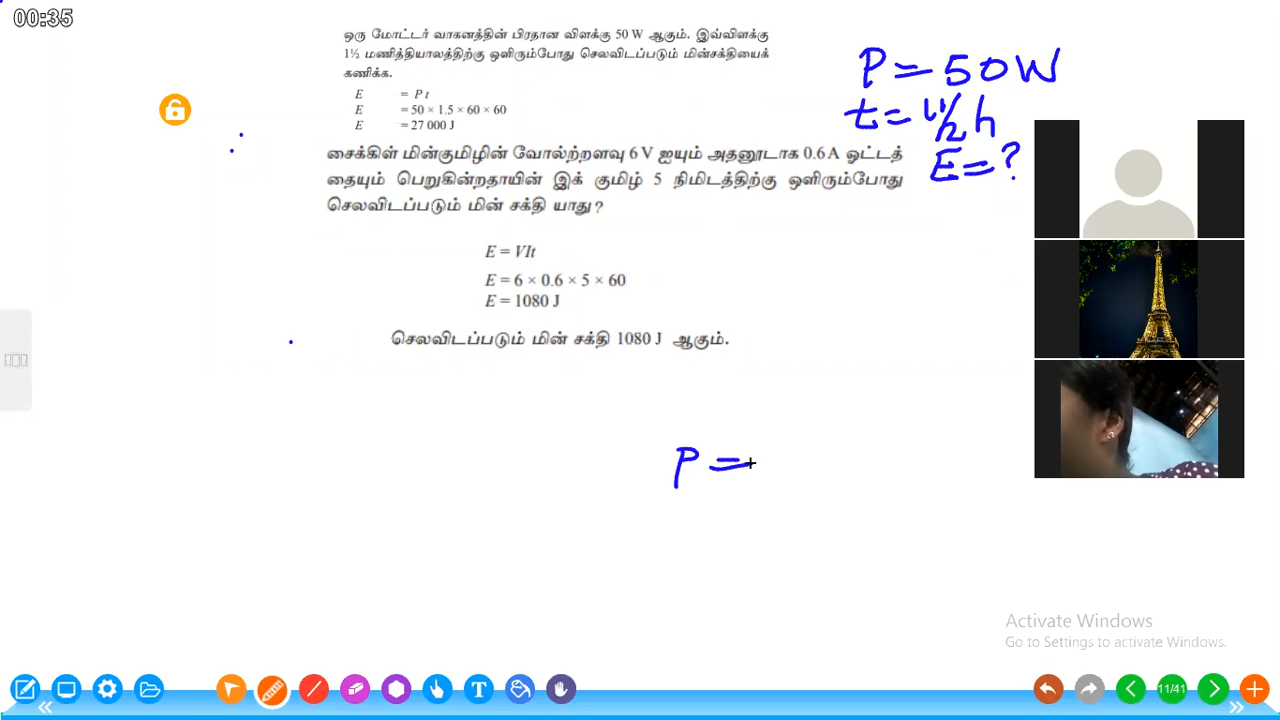 00:35
ஒரு மோட்டர் வாகனத்தின் பிரதான விளக்கு 50 W ஆகும். இவ்விளக்கு
1½ மணித்தியாலத்திற்கு ஒளிரும்போது செலவிடப்படும் மின்சக்தியைக்
கணிக்க.
E = P t
E = 50 × 1.5 × 60 × 60
E = 27 000 J
P = 50W
t = 1 1/2 h
E = ?
சைக்கிள் மின்குமிழின் வோல்ற்றளவு 6 V ஐயும் அதனூடாக 0.6 A ஓட்டத்
தையும் பெறுகின்றதாயின் இக் குமிழ் 5 நிமிடத்திற்கு ஒளிரும்போது
செலவிடப்படும் மின் சக்தி யாது?
E = VIt
E = 6 × 0.6 × 5 × 60
E = 1080 J
செலவிடப்படும் மின் சக்தி 1080 J ஆகும்.
P =
Activate Windows
Go to Settings to activate Windows.
T
11/41